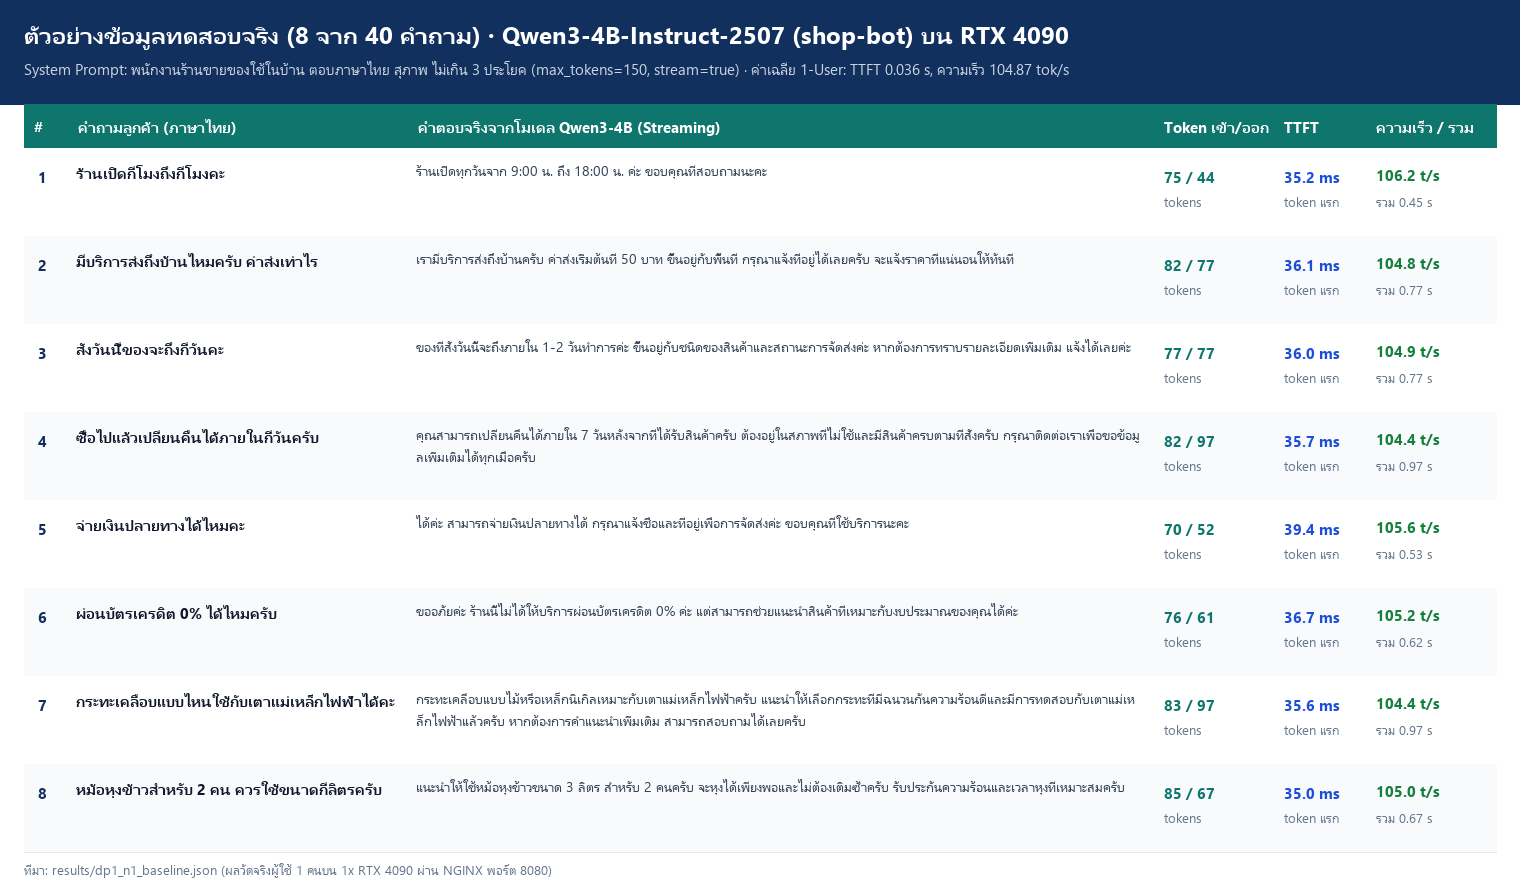 ตัวอย่างข้อมูลทดสอบจริง (8 จาก 40 คำถาม) · Qwen3-4B-Instruct-2507 (shop-bot) บน RTX 4090
System Prompt: พนักงานร้านขายของใช้ในบ้าน ตอบภาษาไทย สุภาพ ไม่เกิน 3 ประโยค (max_tokens=150, stream=true) · ค่าเฉลี่ย 1-User: TTFT 0.036 s, ความเร็ว 104.87 tok/s
# คำถามลูกค้า (ภาษาไทย) คำตอบจริงจากโมเดล Qwen3-4B (Streaming) Token เข้า/ออก TTFT ความเร็ว / รวม
1 ร้านเปิดกี่โมงถึงกี่โมงคะ ร้านเปิดทุกวันจาก 9:00 น. ถึง 18:00 น. ค่ะ ขอบคุณที่สอบถามนะคะ 75 / 44 35.2 ms 106.2 t/s
tokens token แรก รวม 0.45 s
2 มีบริการส่งถึงบ้านไหมครับ ค่าส่งเท่าไร เรามีบริการส่งถึงบ้านครับ ค่าส่งเริ่มต้นที่ 50 บาท ขึ้นอยู่กับพื้นที่ กรุณาแจ้งที่อยู่ได้เลยครับ จะแจ้งราคาที่แน่นอนให้ทันที 82 / 77 36.1 ms 104.8 t/s
tokens token แรก รวม 0.77 s
3 สั่งวันนี้ของจะถึงกี่วันคะ ของที่สั่งวันนี้จะถึงภายใน 1-2 วันทำการค่ะ ขึ้นอยู่กับชนิดของสินค้าและสถานะการจัดส่งค่ะ หากต้องการทราบรายละเอียดเพิ่มเติม แจ้งได้เลยค่ะ 77 / 77 36.0 ms 104.9 t/s
tokens token แรก รวม 0.77 s
4 ซื้อไปแล้วเปลี่ยนคืนได้ภายในกี่วันครับ คุณสามารถเปลี่ยนคืนได้ภายใน 7 วันหลังจากที่ได้รับสินค้าครับ ต้องอยู่ในสภาพที่ไม่ใช้และมีสินค้าครบตามที่สั่งครับ กรุณาติดต่อเราเพื่อขอข้อมู 82 / 97 35.7 ms 104.4 t/s
ลเพิ่มเติมได้ทุกเมื่อครับ tokens token แรก รวม 0.97 s
5 จ่ายเงินปลายทางได้ไหมคะ ได้ค่ะ สามารถจ่ายเงินปลายทางได้ กรุณาแจ้งชื่อและที่อยู่เพื่อการจัดส่งค่ะ ขอบคุณที่ใช้บริการนะคะ 70 / 52 39.4 ms 105.6 t/s
tokens token แรก รวม 0.53 s
6 ผ่อนบัตรเครดิต 0% ได้ไหมครับ ขออภัยค่ะ ร้านนี้ไม่ได้ให้บริการผ่อนบัตรเครดิต 0% ค่ะ แต่สามารถช่วยแนะนำสินค้าที่เหมาะกับงบประมาณของคุณได้ค่ะ 76 / 61 36.7 ms 105.2 t/s
tokens token แรก รวม 0.62 s
7 กระทะเคลือบแบบไหนใช้กับเตาแม่เหล็กไฟฟ้าได้คะ กระทะเคลือบแบบไม้หรือเหล็กนิเกิลเหมาะกับเตาแม่เหล็กไฟฟ้าครับ แนะนำให้เลือกกระทะที่มีฉนวนกันความร้อนดีและมีการทดสอบกับเตาแม่เห 83 / 97 35.6 ms 104.4 t/s
ล็กไฟฟ้าแล้วครับ หากต้องการคำแนะนำเพิ่มเติม สามารถสอบถามได้เลยครับ tokens token แรก รวม 0.97 s
8 หม้อหุงข้าวสำหรับ 2 คน ควรใช้ขนาดกี่ลิตรครับ แนะนำให้ใช้หม้อหุงข้าวขนาด 3 ลิตร สำหรับ 2 คนครับ จะหุงได้เพียงพอและไม่ต้องเติมซ้ำครับ รับประกันความร้อนและเวลาหุงที่เหมาะสมครับ 85 / 67 35.0 ms 105.0 t/s
tokens token แรก รวม 0.67 s
ที่มา: results/dp1_n1_baseline.json (ผลวัดจริงผู้ใช้ 1 คนบน 1x RTX 4090 ผ่าน NGINX พอร์ต 8080)